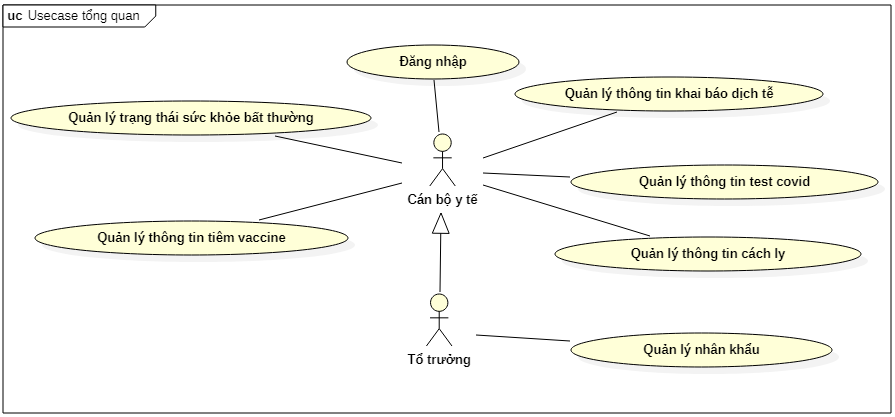 uc Usecase tổng quan
Đăng nhập
Quản lý thông tin khai báo dịch tễ
Quản lý trạng thái sức khỏe bất thường
Quản lý thông tin test covid
Cán bộ y tế
Quản lý thông tin tiêm vaccine
Quản lý thông tin cách ly
Tổ trưởng
Quản lý nhân khẩu